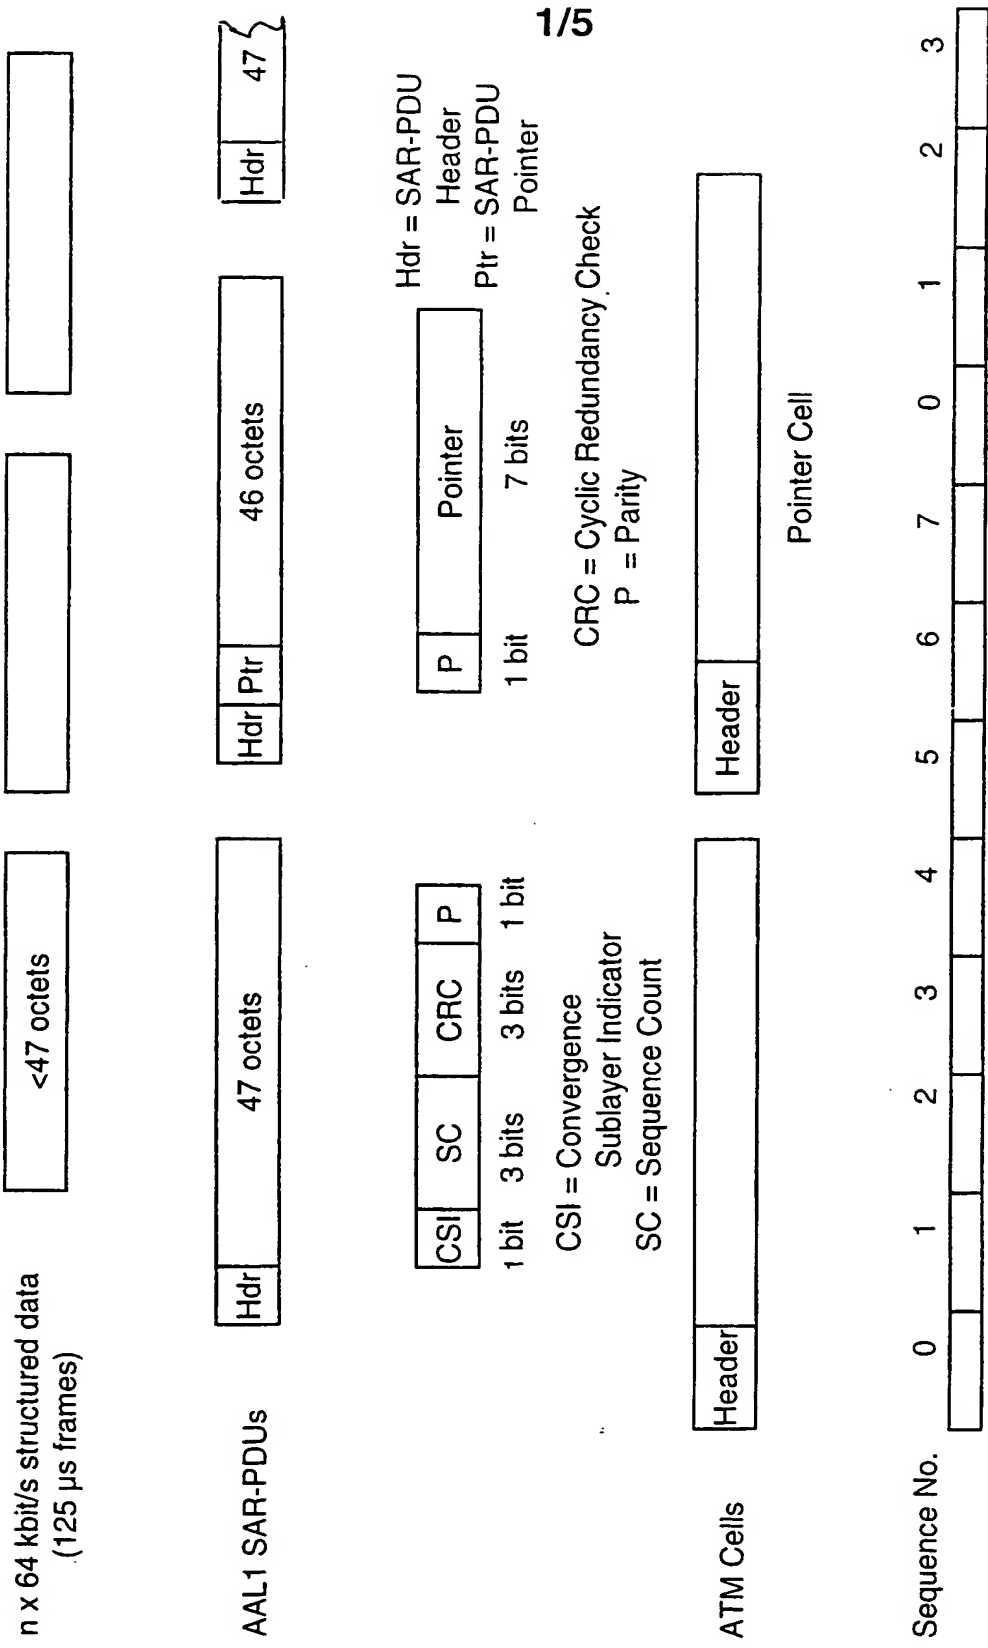 1/5
n x 64 kbit/s structured data
(125 µs frames)
<47 octets
AAL1 SAR-PDUs
Hdr 47 octets
Hdr Ptr 46 octets
Hdr 47
CSI SC CRC P
1 bit 3 bits 3 bits 1 bit
P Pointer
1 bit 7 bits
Hdr = SAR-PDU
Header
Ptr = SAR-PDU
Pointer
CSI = Convergence
Sublayer Indicator
SC = Sequence Count
CRC = Cyclic Redundancy Check
P = Parity
ATM Cells
Header
Header
Pointer Cell
Sequence No. 0 1 2 3 4 5 6 7 0 1 2 3